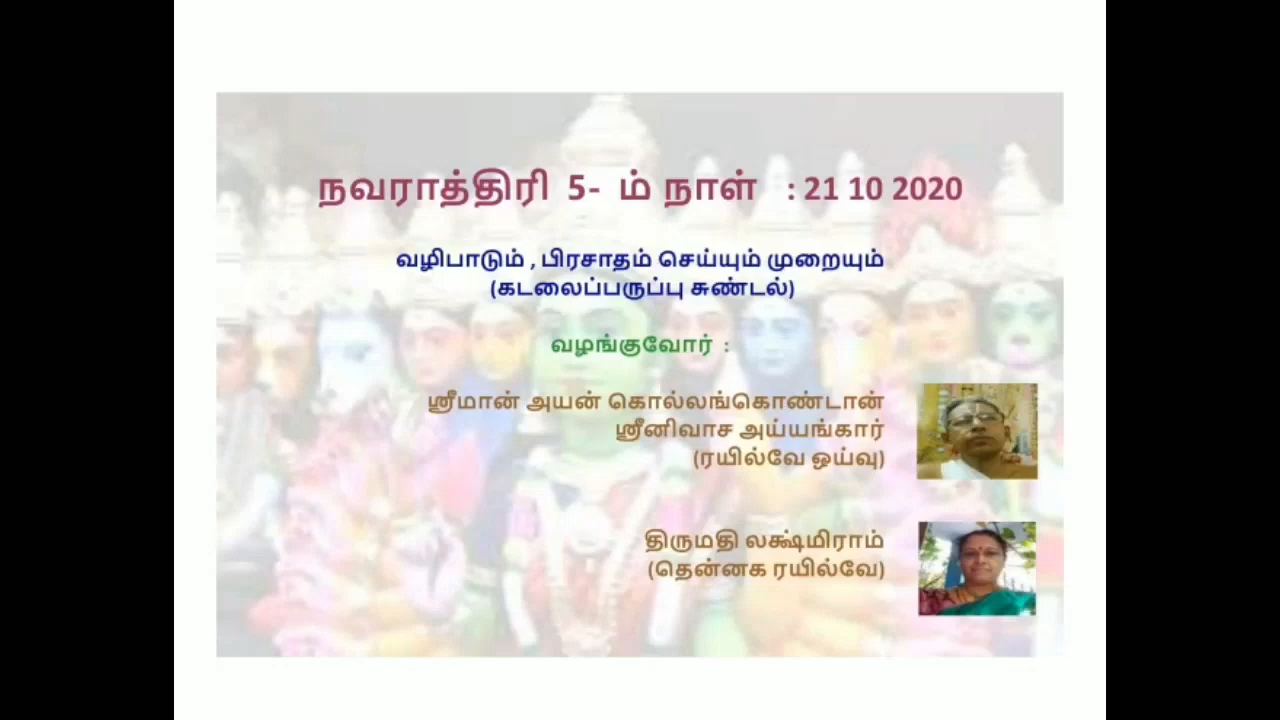 நவராத்திரி 5- ம் நாள் : 21 10 2020
வழிபாடும் , பிரசாதம் செய்யும் முறையும்
(கடலைப்பருப்பு சுண்டல்)
வழங்குவோர் :
ஸ்ரீமான் அயன் கொல்லங்கொண்டான்
ஸ்ரீனிவாச அய்யங்கார்
(ரயில்வே ஒய்வு)
திருமதி லக்ஷ்மிராம்
(தென்னக ரயில்வே)